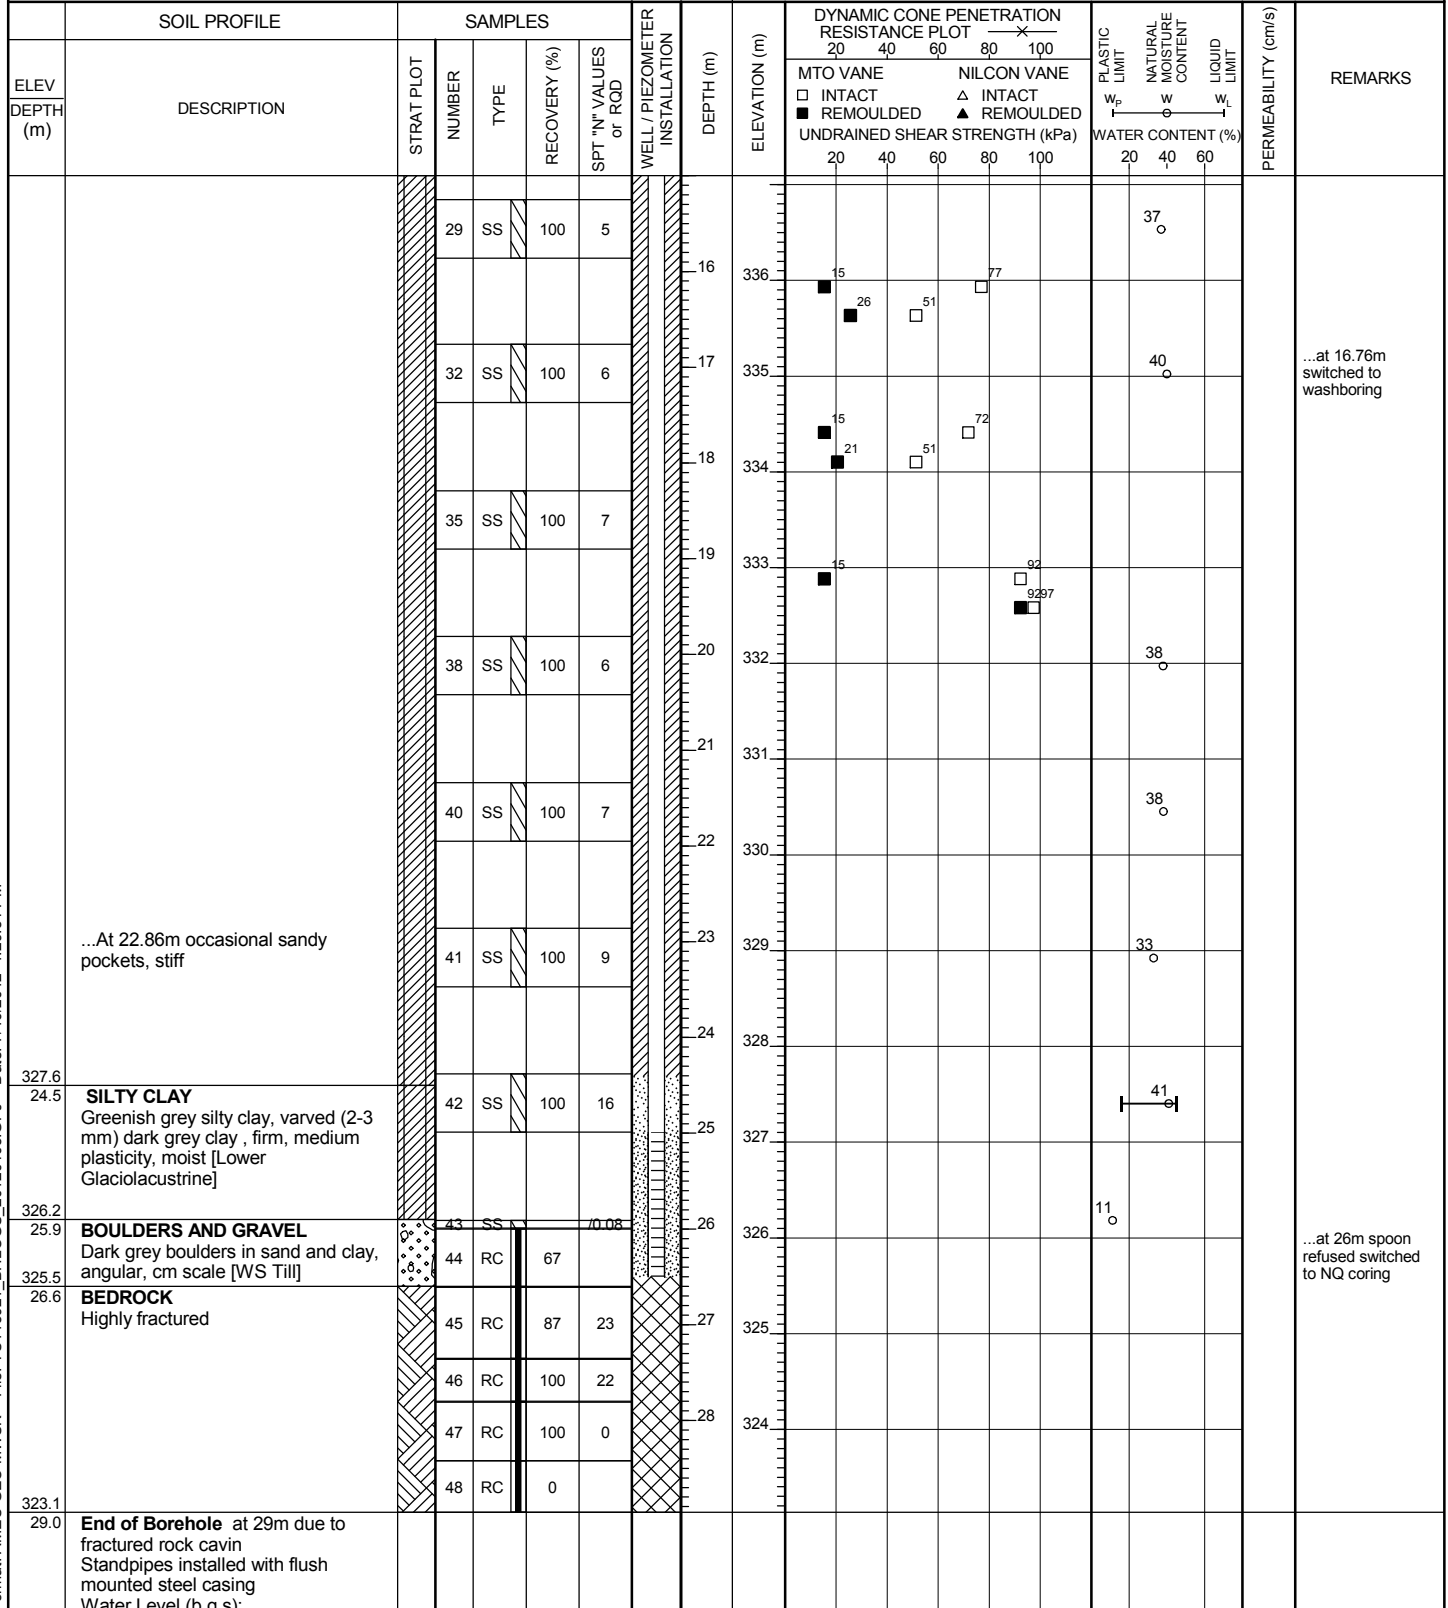 SOIL PROFILE
SAMPLES
ELEV
DEPTH
(m)
DESCRIPTION
STRAT PLOT
NUMBER
TYPE
RECOVERY (%)
SPT "N" VALUES
or RQD
WELL / PIEZOMETER
INSTALLATION
DEPTH (m)
ELEVATION (m)
DYNAMIC CONE PENETRATION
RESISTANCE PLOT
20 40 60 80 100
MTO VANE NILCON VANE
INTACT INTACT
REMOULDED REMOULDED
UNDRAINED SHEAR STRENGTH (kPa)
20 40 60 80 100
PLASTIC
LIMIT
NATURAL
MOISTURE
CONTENT
LIQUID
LIMIT
WP W WL
WATER CONTENT (%)
20 40 60
PERMEABILITY (cm/s)
REMARKS
29 SS 100 5
37
16
336
15 77
26 51
32 SS 100 6
17
335
40
...at 16.76m
switched to
washboring
15 72
21 51
18
334
35 SS 100 7
19
333
15 92
92 97
38 SS 100 6
20
332
38
21
331
40 SS 100 7
38
22
330
...At 22.86m occasional sandy
pockets, stiff
41 SS 100 9
23
329
33
24
328
327.6
24.5
SILTY CLAY
Greenish grey silty clay, varved (2-3
mm) dark grey clay , firm, medium
plasticity, moist [Lower
Glaciolacustrine]
42 SS 100 16
41
25
327
326.2
25.9
BOULDERS AND GRAVEL
Dark grey boulders in sand and clay,
angular, cm scale [WS Till]
43 SS /0.08
11
26
326
44 RC 67
...at 26m spoon
refused switched
to NQ coring
325.5
26.6
BEDROCK
Highly fractured
45 RC 87 23
27
325
46 RC 100 22
28
324
47 RC 100 0
48 RC 0
323.1
29.0
End of Borehole at 29m due to
fractured rock cavin
Standpipes installed with flush
mounted steel casing
Water Level (b.g.s):